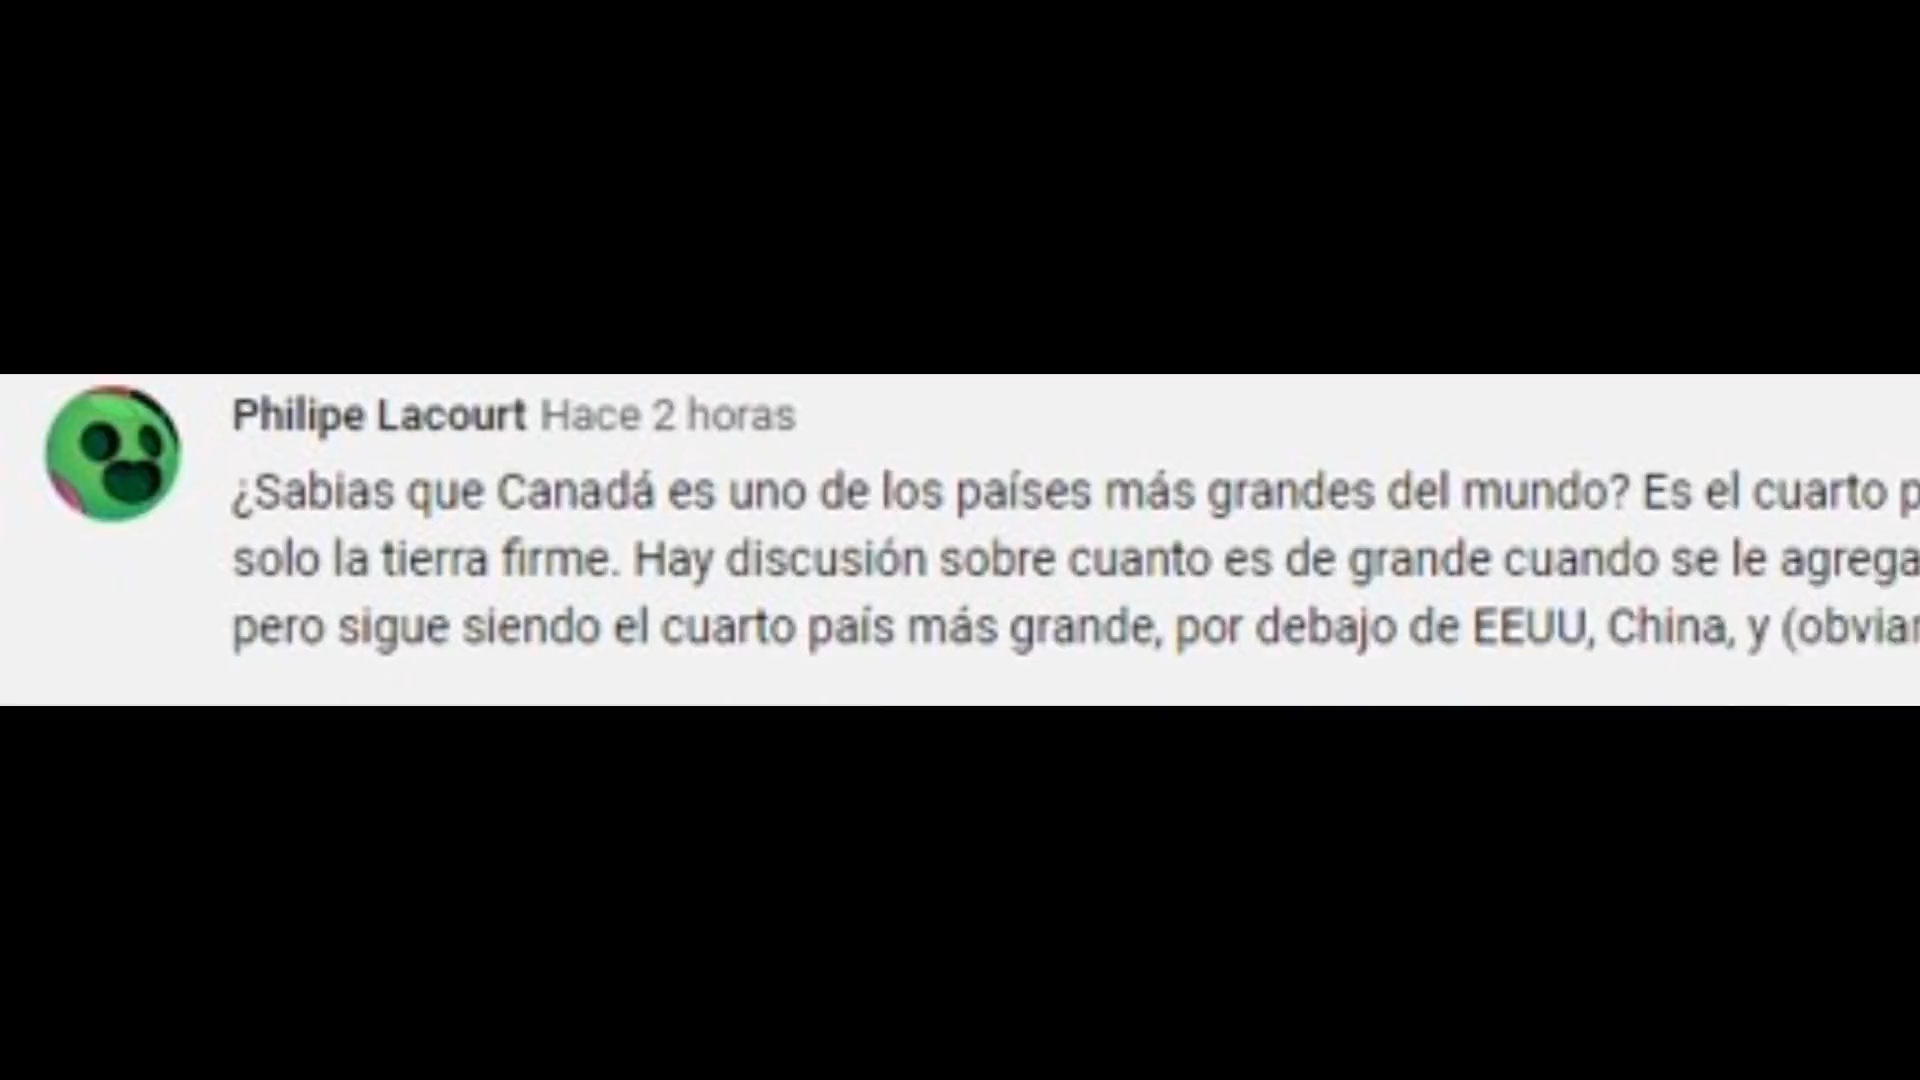 Philipe Lacourt Hace 2 horas
¿Sabias que Canadá es uno de los países más grandes del mundo? Es el cuarto p
solo la tierra firme. Hay discusión sobre cuanto es de grande cuando se le agrega
pero sigue siendo el cuarto país más grande, por debajo de EEUU, China, y (obviar